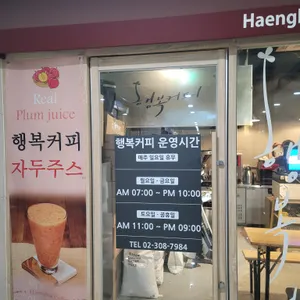 Haengb
Real
Plum juice
행복커피
자두주스
행복커피
행복커피 운영시간
매주 일요일 휴무
월요일 - 금요일
AM 07:00 ~ PM 10:00
토요일 - 공휴일
AM 11:00 ~ PM 09:00
TEL 02-308-7984